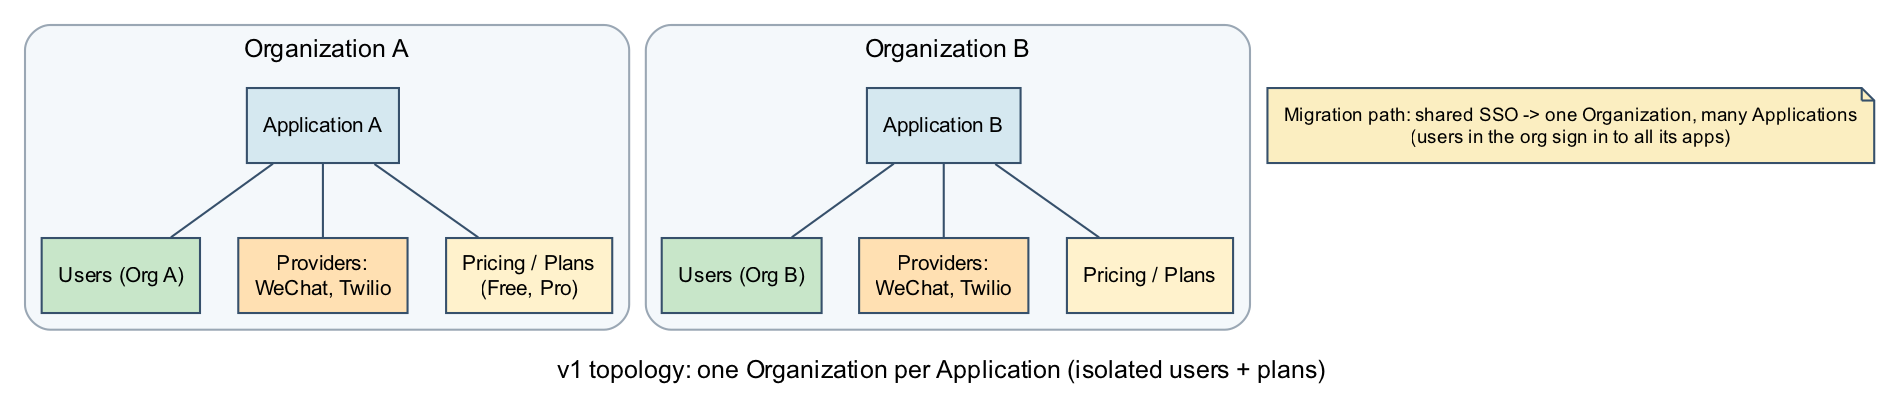 Organization A
Application A
Users (Org A)
Providers:
WeChat, Twilio
Pricing / Plans
(Free, Pro)
Organization B
Application B
Users (Org B)
Providers:
WeChat, Twilio
Pricing / Plans
Migration path: shared SSO -> one Organization, many Applications
(users in the org sign in to all its apps)
v1 topology: one Organization per Application (isolated users + plans)